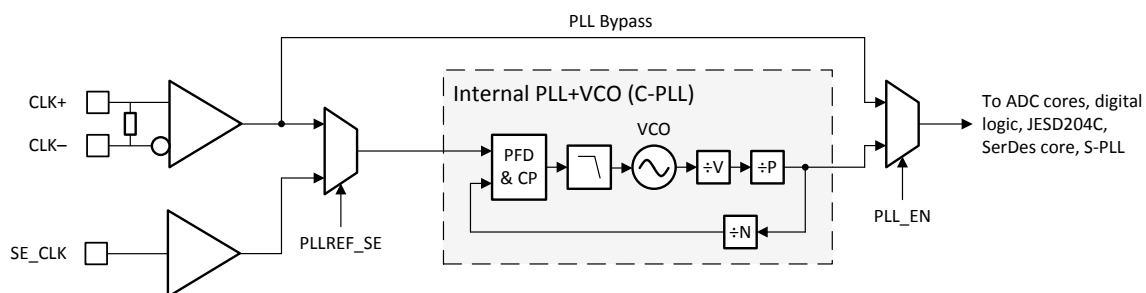 PLL Bypass
CLK+
CLK–
SE_CLK
PLLREF_SE
Internal PLL+VCO (C-PLL)
VCO
PFD
& CP
÷V
÷P
÷N
PLL_EN
To ADC cores, digital
logic, JESD204C,
SerDes core, S-PLL